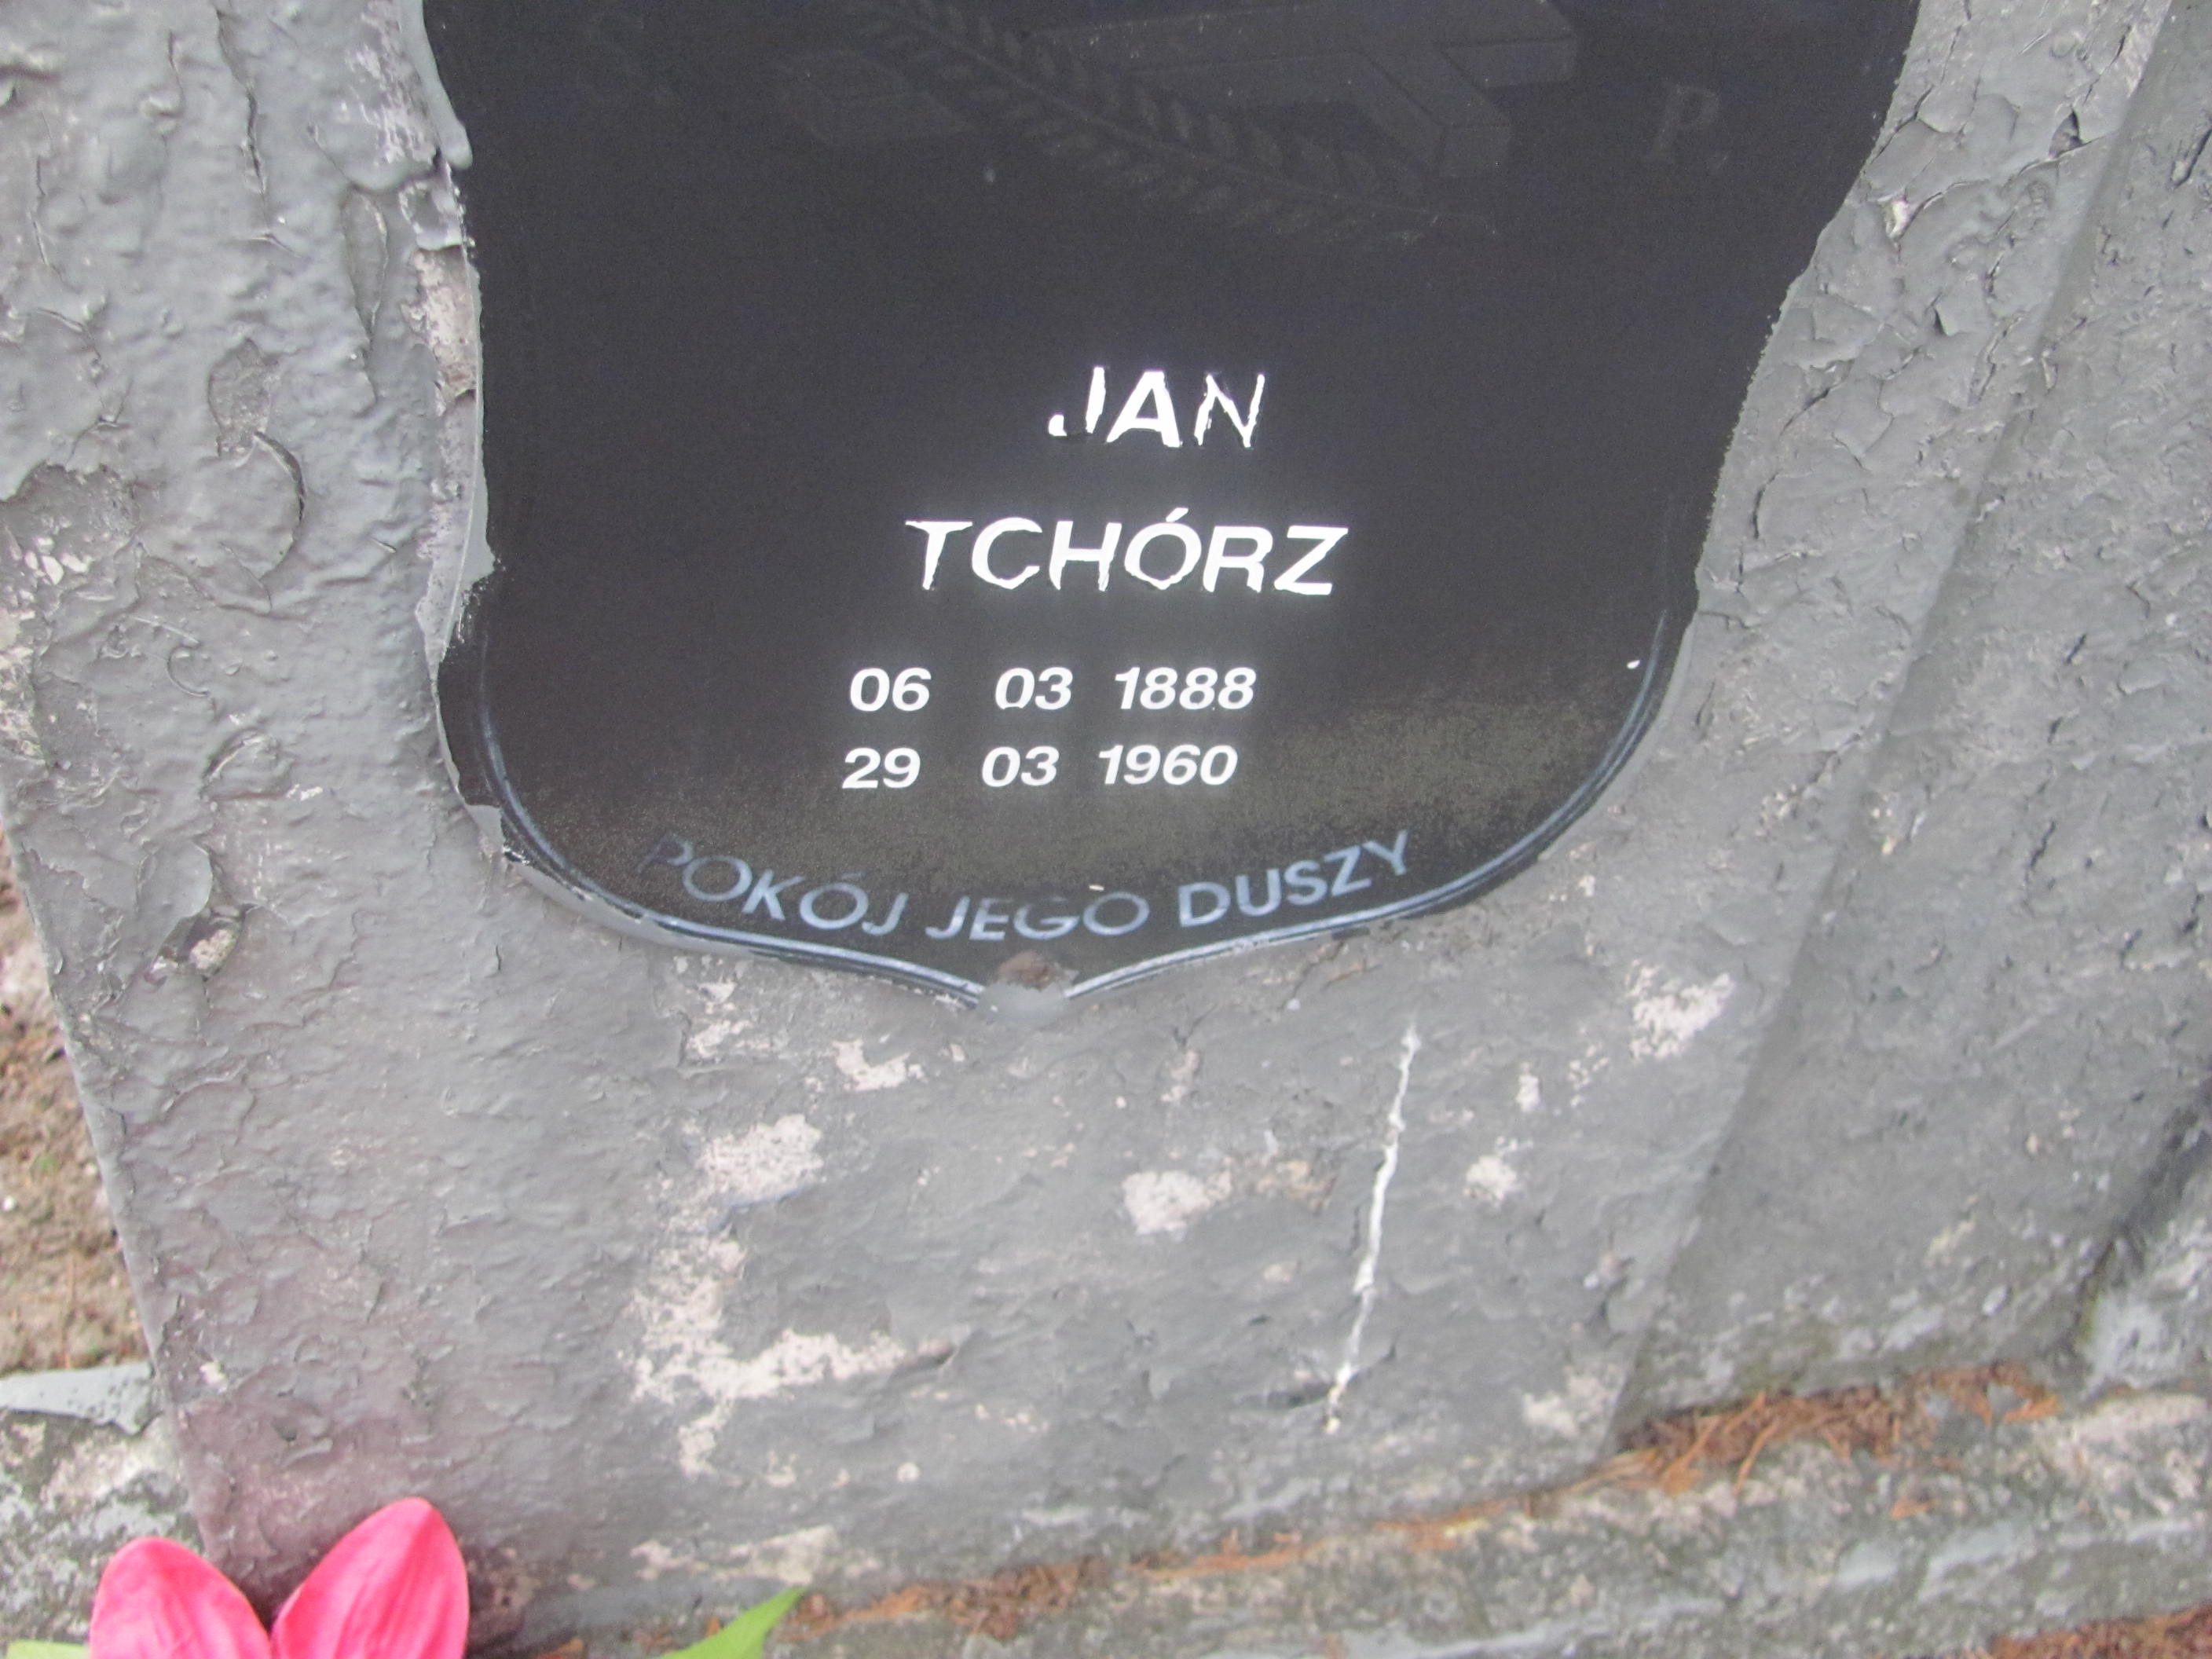 P.
JAN
TCHÓRZ
06 03 1888
29 03 1960
POKÓJ JEGO DUSZY